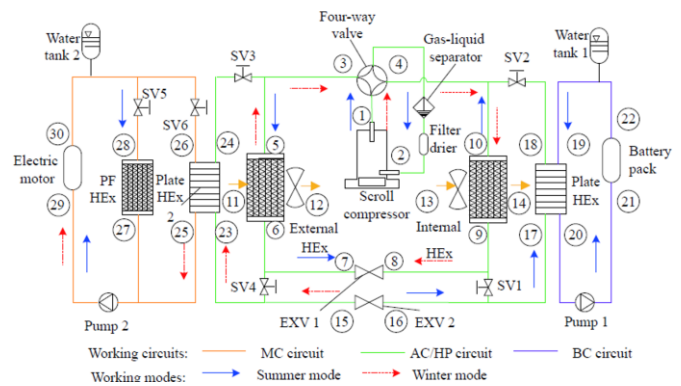 Four-way
valve
Gas-liquid
separator
Water
tank 2
Water
tank 1
SV3
SV2
3
4
SV5
SV6
1
Filter
drier
30
28
26
24
5
2
10
18
19
22
Electric
motor
PF
HEx
Plate
HEx
2
11
12
13
14
Plate
HEx
Battery
pack
Scroll
compressor
External
HEx
Internal
HEx
29
27
25
23
6
9
17
20
21
7
8
SV4
SV1
Pump 2
EXV 1
15
16
EXV 2
Pump 1
Working circuits: MC circuit AC/HP circuit BC circuit
Working modes: Summer mode Winter mode